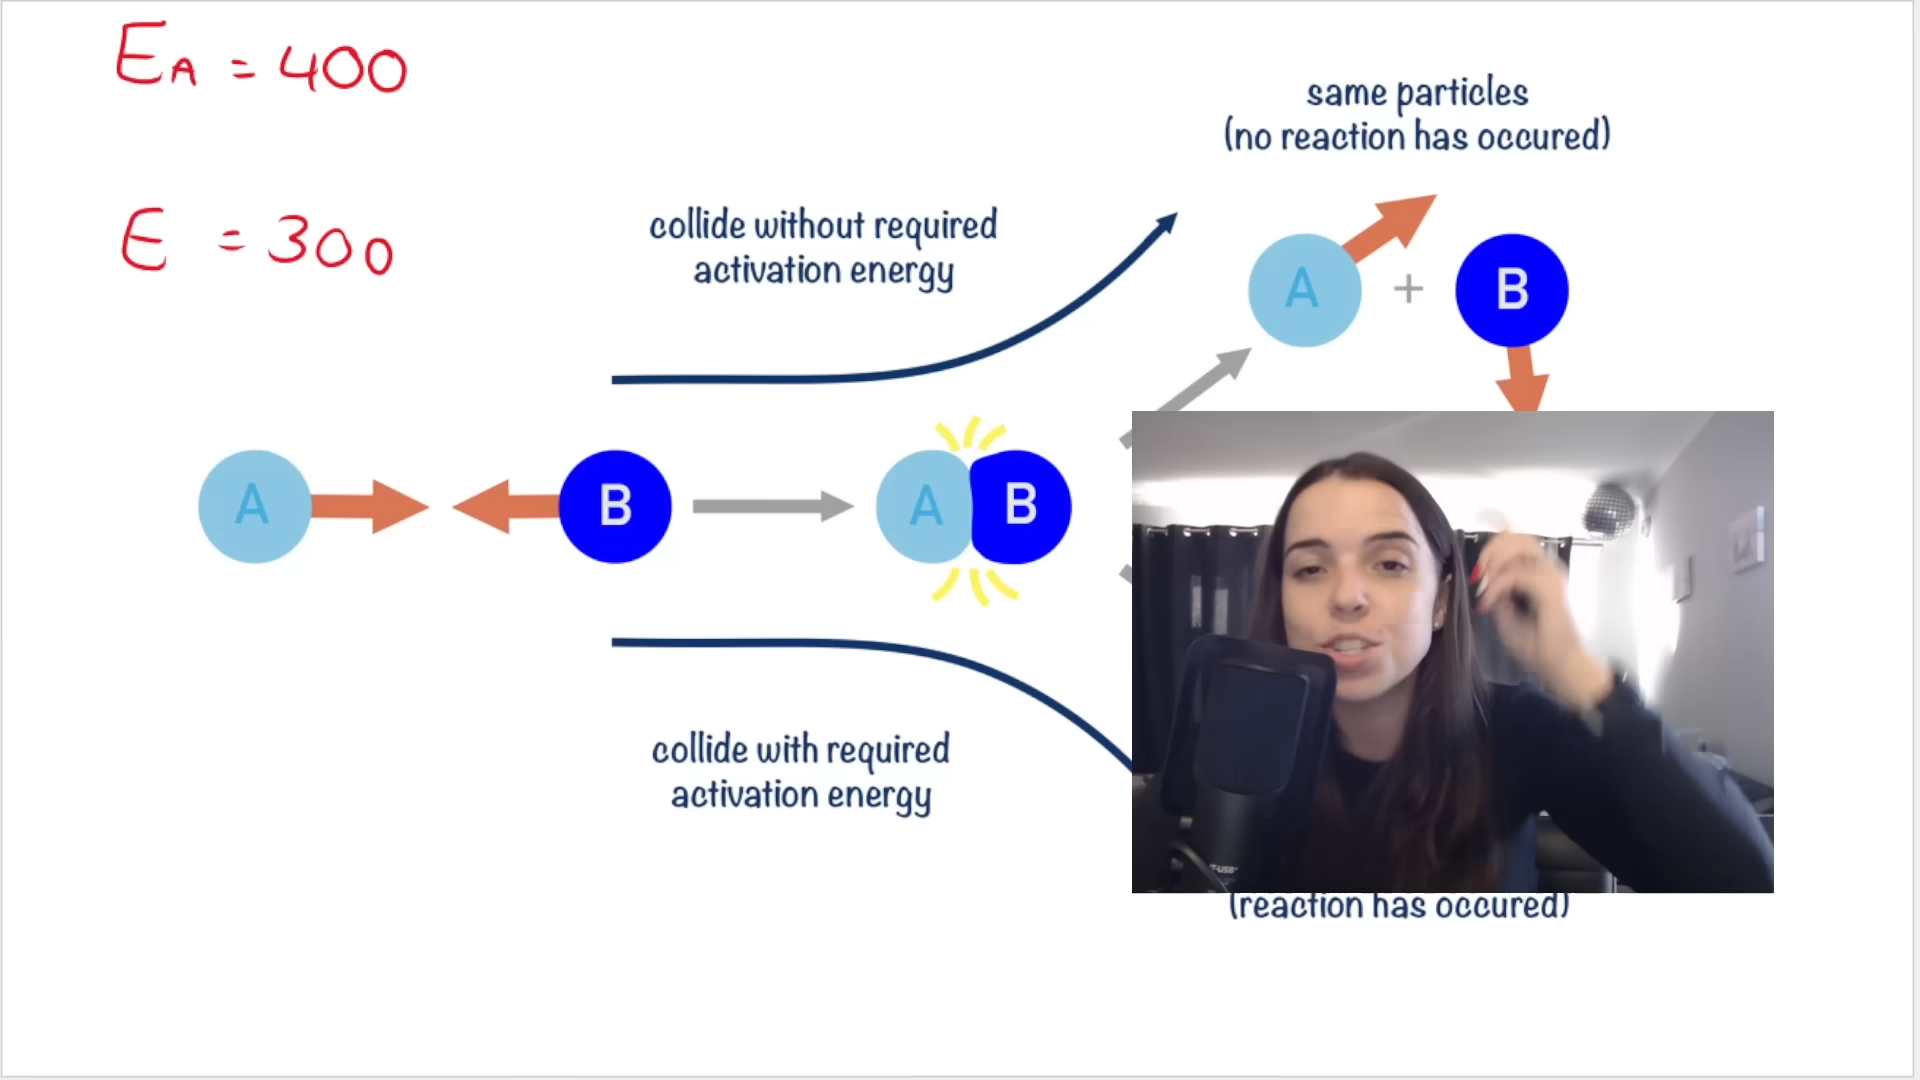 E_A = 400
E = 300
same particles
(no reaction has occured)
collide without required
activation energy
A + B
A
B
A B
collide with required
activation energy
(reaction has occured)